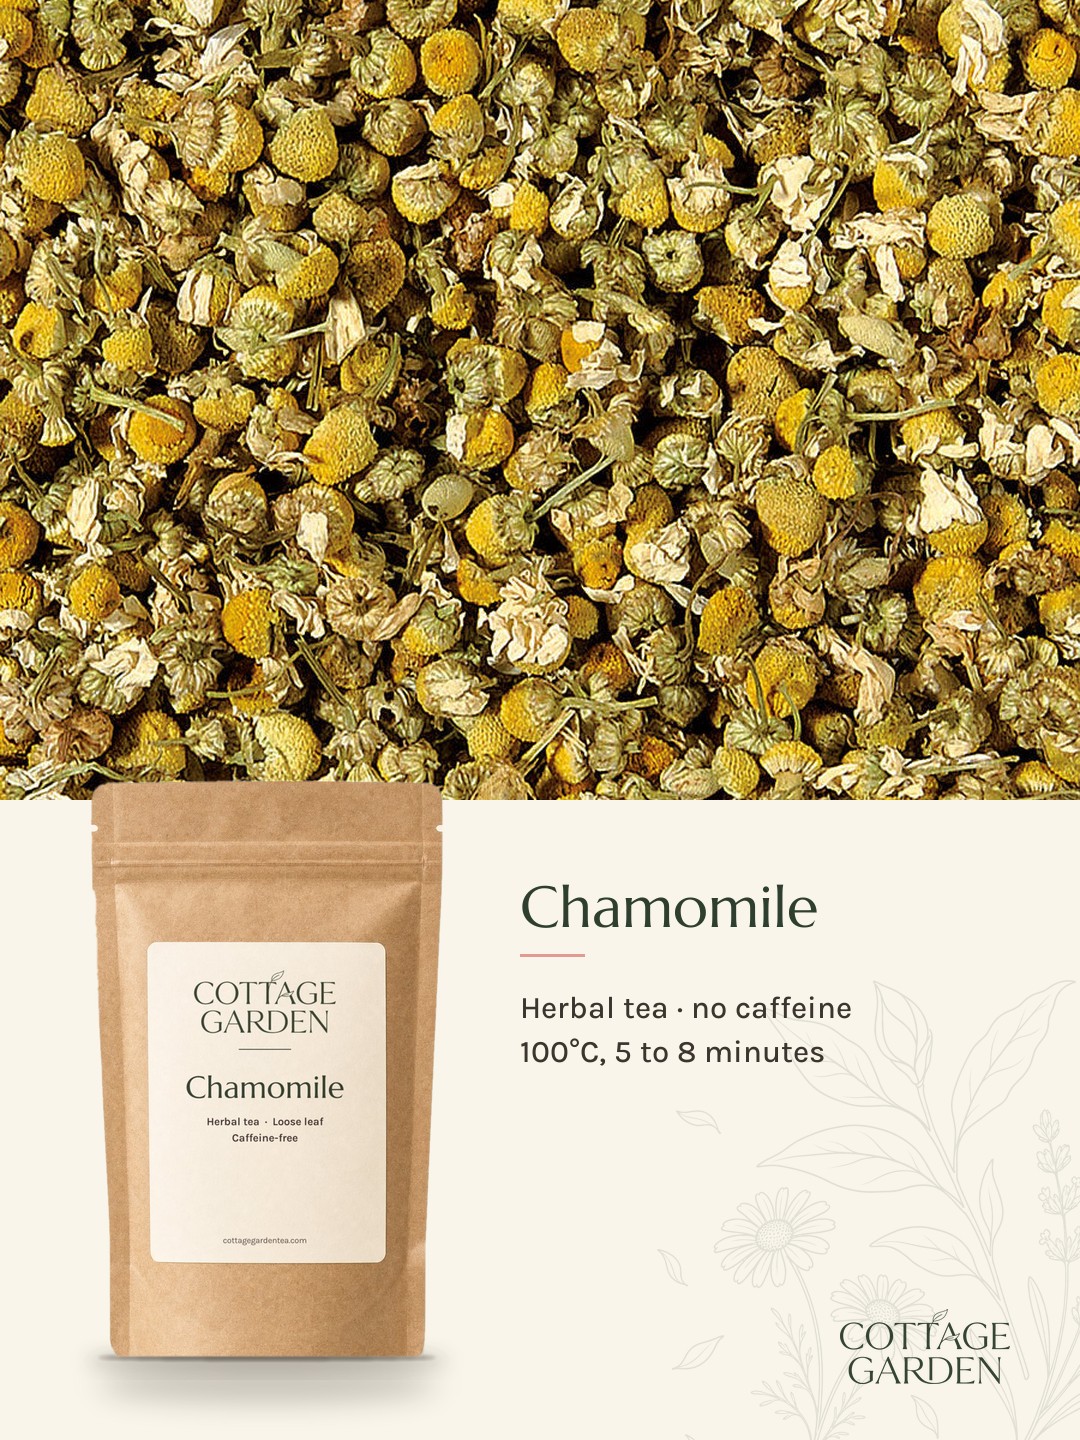 COTTAGE
GARDEN
Chamomile
Herbal tea · Loose leaf
Caffeine-free
cottagegardentea.com
Chamomile
Herbal tea · no caffeine
100°C, 5 to 8 minutes
COTTAGE
GARDEN